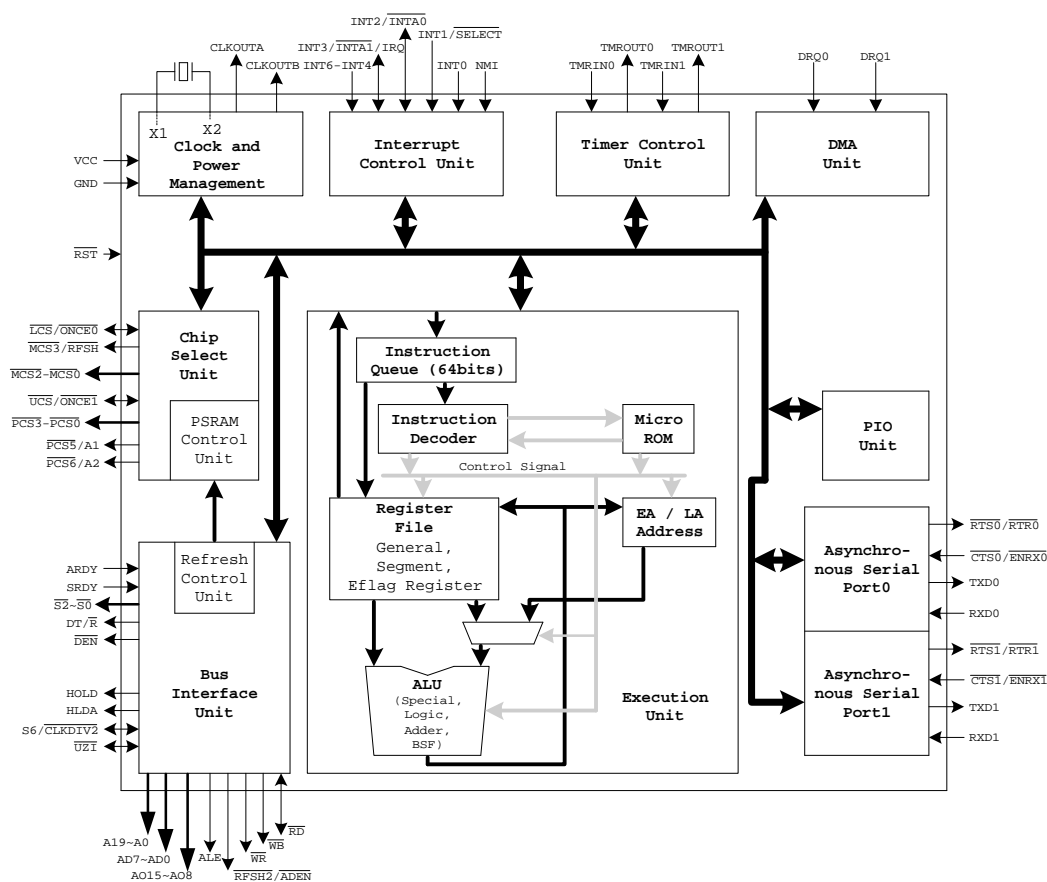 INT2/INTA0
INT3/INTA1/IRQ
INT1/SELECT
CLKOUTA
CLKOUTB
INT6-INT4
INT0
NMI
TMROUT0
TMROUT1
TMRIN0
TMRIN1
DRQ0
DRQ1
X1
X2
Clock and
Power
Management
Interrupt
Control Unit
Timer Control
Unit
DMA
Unit
VCC
GND
RST
LCS/ONCE0
MCS3/RFSH
MCS2-MCS0
UCS/ONCE1
PCS3-PCS0
PCS5/A1
PCS6/A2
Chip
Select
Unit
PSRAM
Control
Unit
Instruction
Queue (64bits)
Instruction
Decoder
Micro
ROM
Control Signal
Register
File
General,
Segment,
Eflag Register
EA / LA
Address
ALU
(Special,
Logic,
Adder,
BSF)
Execution
Unit
PIO
Unit
Asynchro-
nous Serial
Port0
RTS0/RTR0
CTS0/ENRX0
TXD0
RXD0
Asynchro-
nous Serial
Port1
RTS1/RTR1
CTS1/ENRX1
TXD1
RXD1
ARDY
SRDY
S2~S0
DT/R
DEN
HOLD
HLDA
S6/CLKDIV2
UZI
Refresh
Control
Unit
Bus
Interface
Unit
A19~A0
AD7~AD0
AO15~AO8
ALE
RFSH2/ADEN
WR
WB
RD